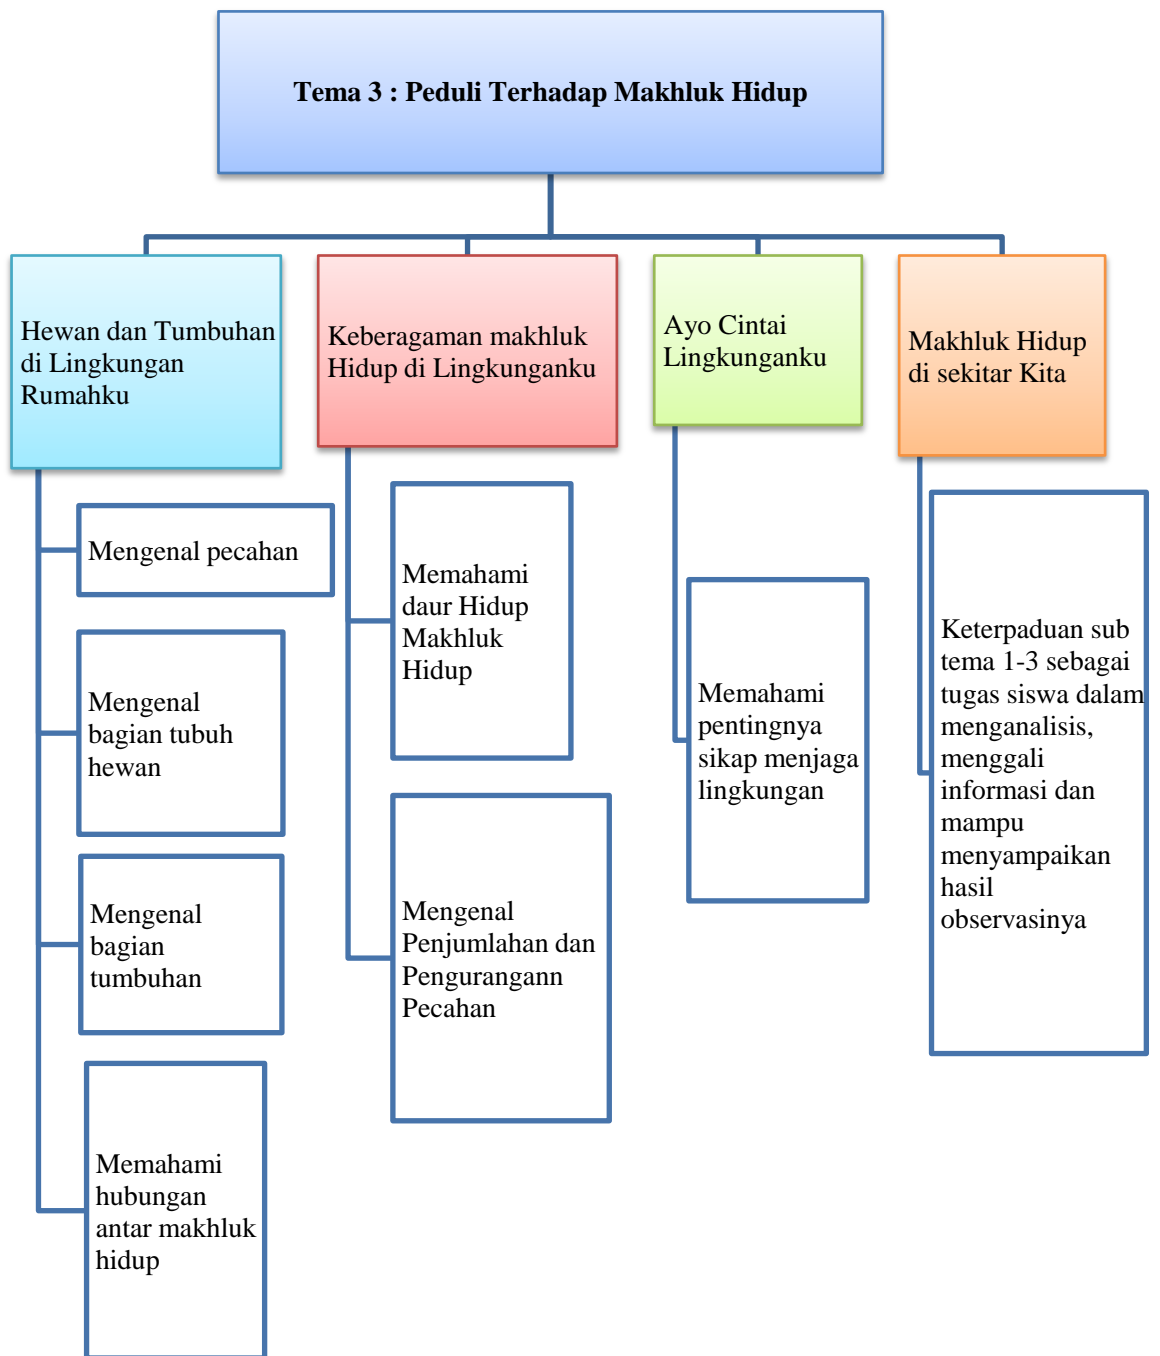 Tema 3 : Peduli Terhadap Makhluk Hidup
Hewan dan Tumbuhan
di Lingkungan
Rumahku
Mengenal pecahan
Mengenal
bagian tubuh
hewan
Mengenal
bagian
tumbuhan
Memahami
hubungan
antar makhluk
hidup
Keberagaman makhluk
Hidup di Lingkunganku
Memahami
daur Hidup
Makhluk
Hidup
Mengenal
Penjumlahan dan
Pengurangann
Pecahan
Ayo Cintai
Lingkunganku
Memahami
pentingnya
sikap menjaga
lingkungan
Makhluk Hidup
di sekitar Kita
Keterpaduan sub
tema 1-3 sebagai
tugas siswa dalam
menganalisis,
menggali
informasi dan
mampu
menyampaikan
hasil
observasinya